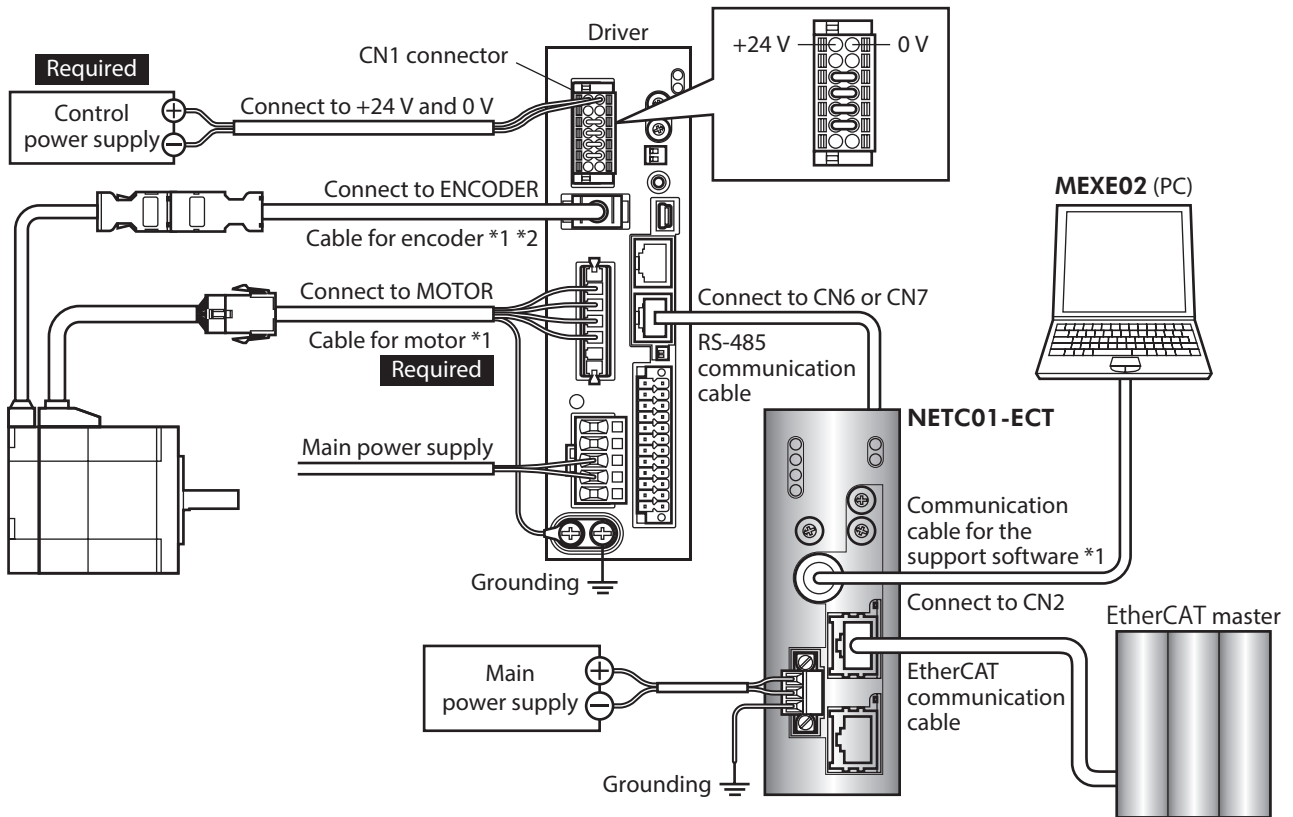 Driver
+24 V
0 V
CN1 connector
Required
Control
power supply
+
−
Connect to +24 V and 0 V
Connect to ENCODER
Cable for encoder *1 *2
MEXE02 (PC)
Connect to MOTOR
Cable for motor *1
Required
Connect to CN6 or CN7
RS-485
communication
cable
Main power supply
NETC01-ECT
Communication
cable for the
support software *1
Grounding
Connect to CN2
EtherCAT master
Main
power supply
+
−
EtherCAT
communication
cable
Grounding